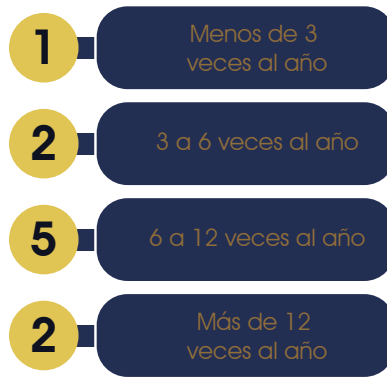 1
Menos de 3
veces al año
2
3 a 6 veces al año
5
6 a 12 veces al año
2
Más de 12
veces al año